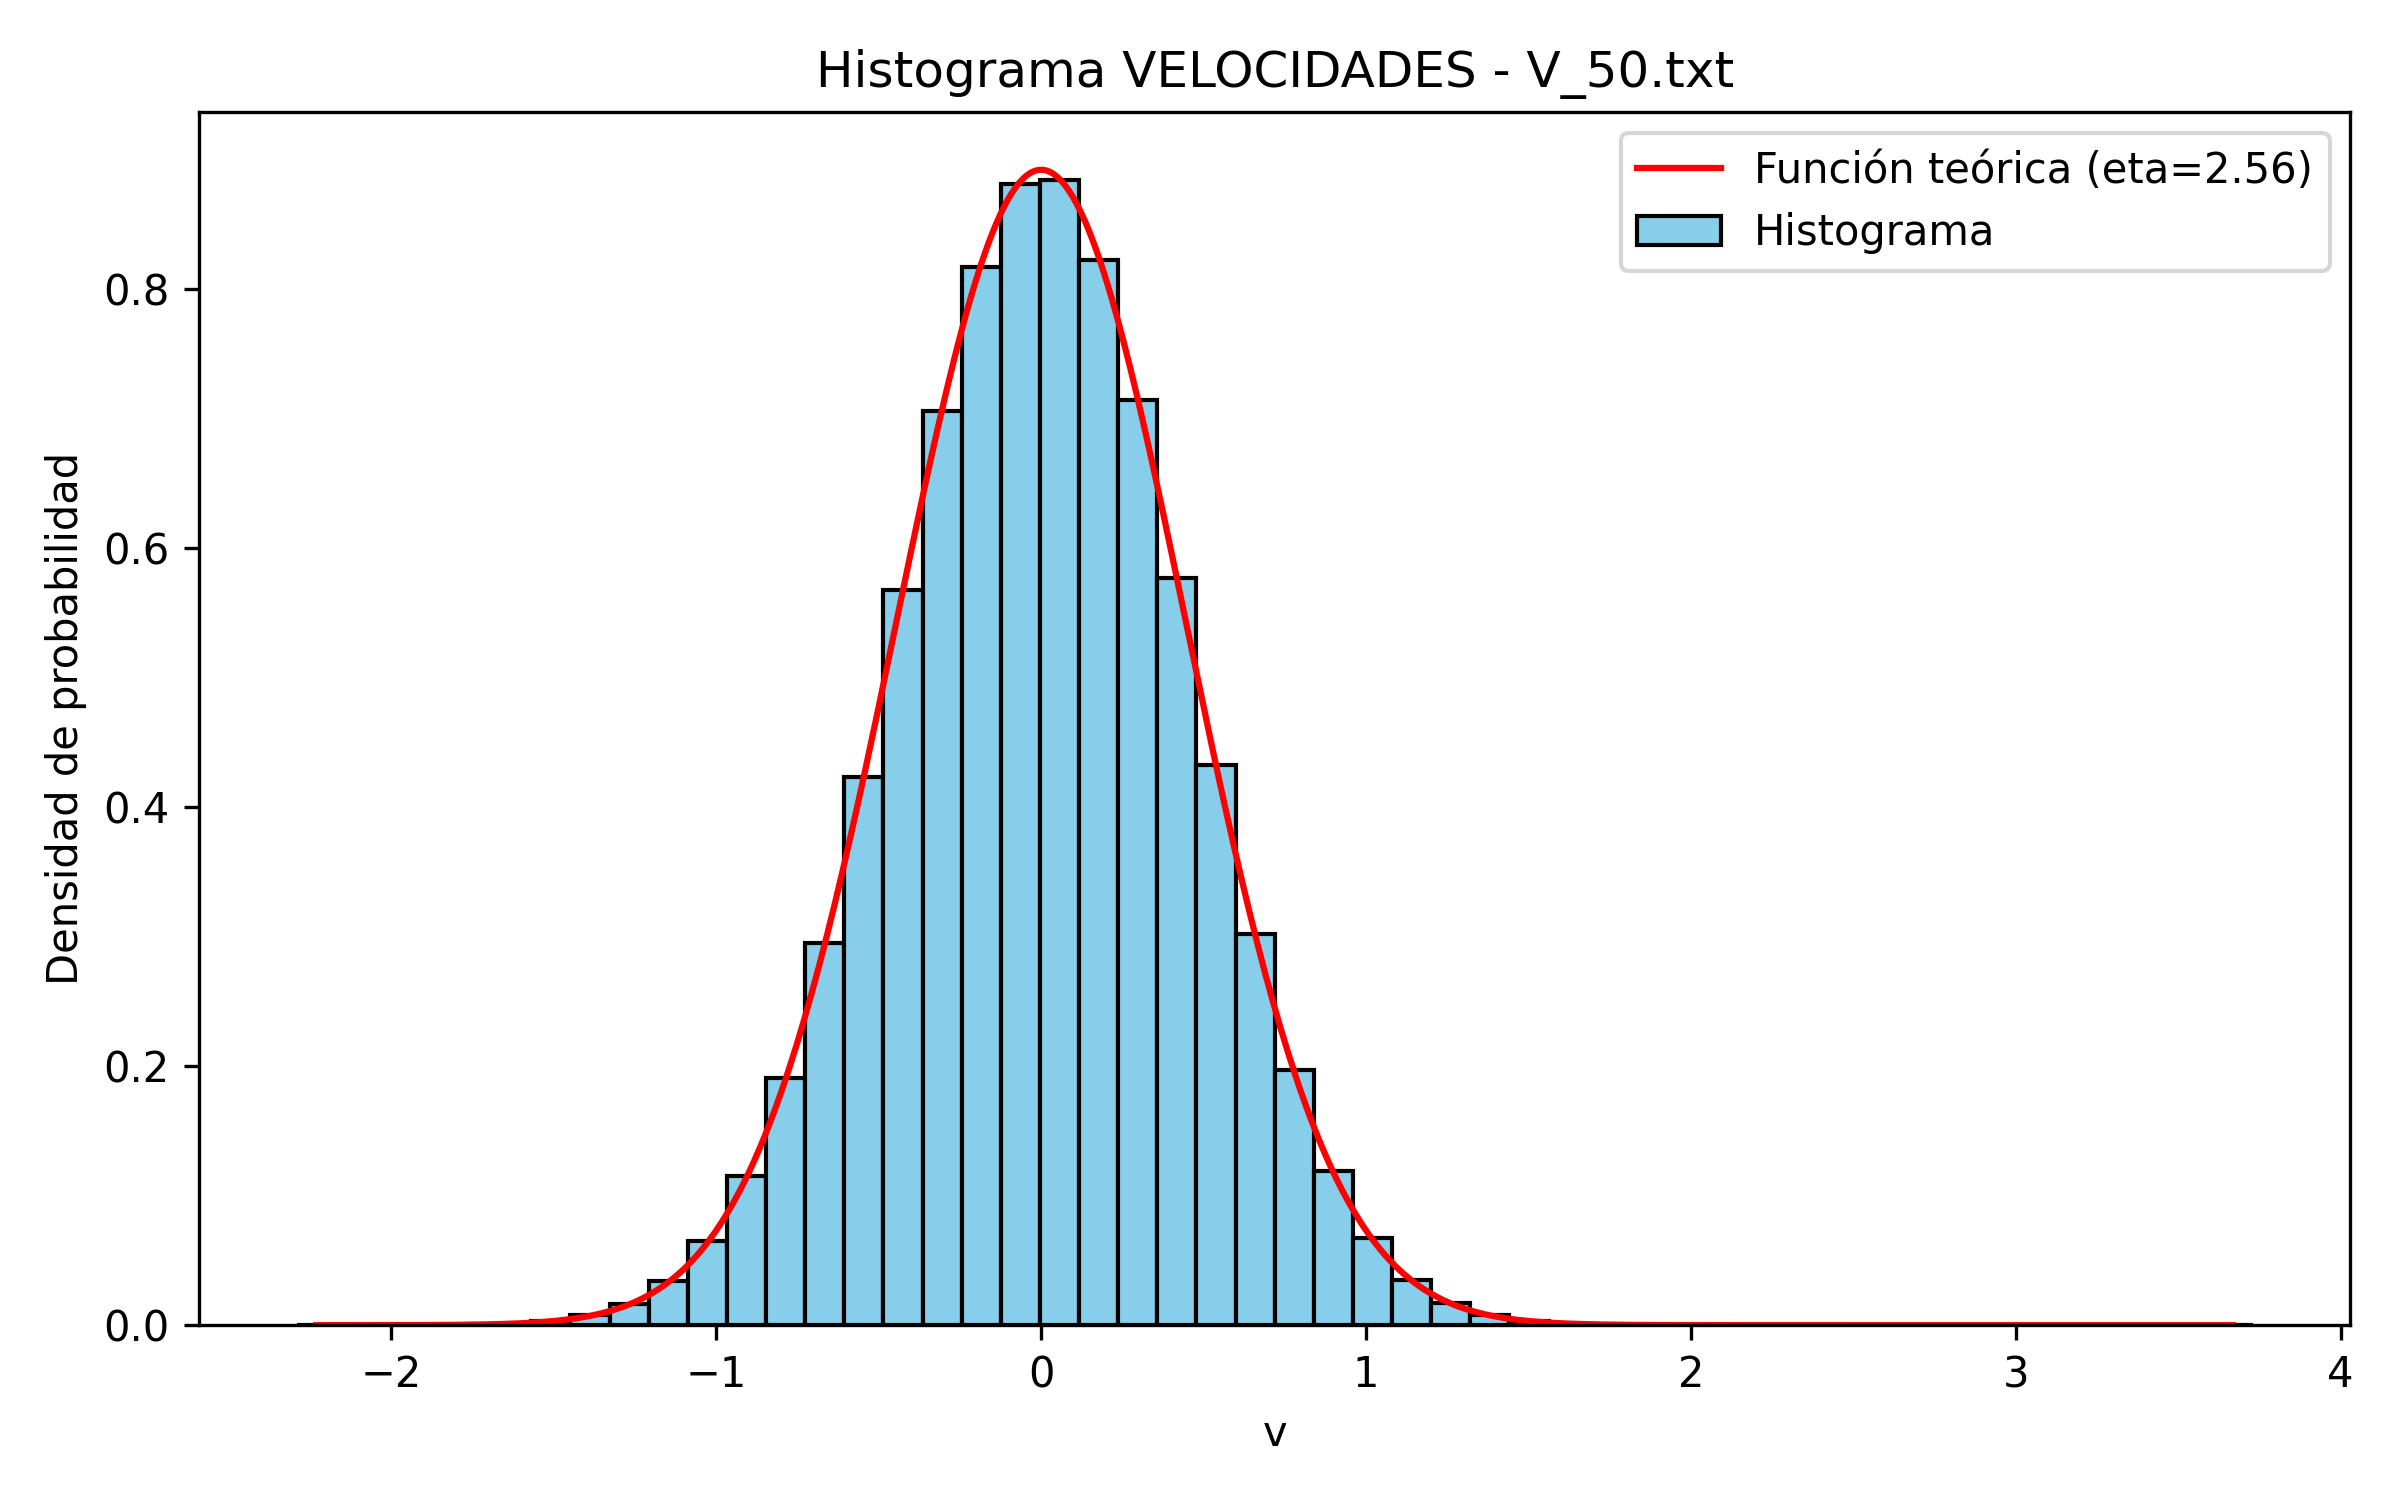 Histograma VELOCIDADES - V_50.txt
Función teórica (eta=2.56)
Histograma
Densidad de probabilidad
0.8
0.6
0.4
0.2
0.0
−2
−1
0
1
2
3
4
v